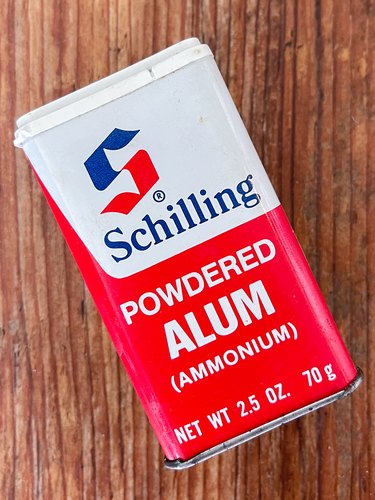 S®
Schilling
POWDERED
ALUM
(AMMONIUM)
NET WT 2.5 OZ. 70 g